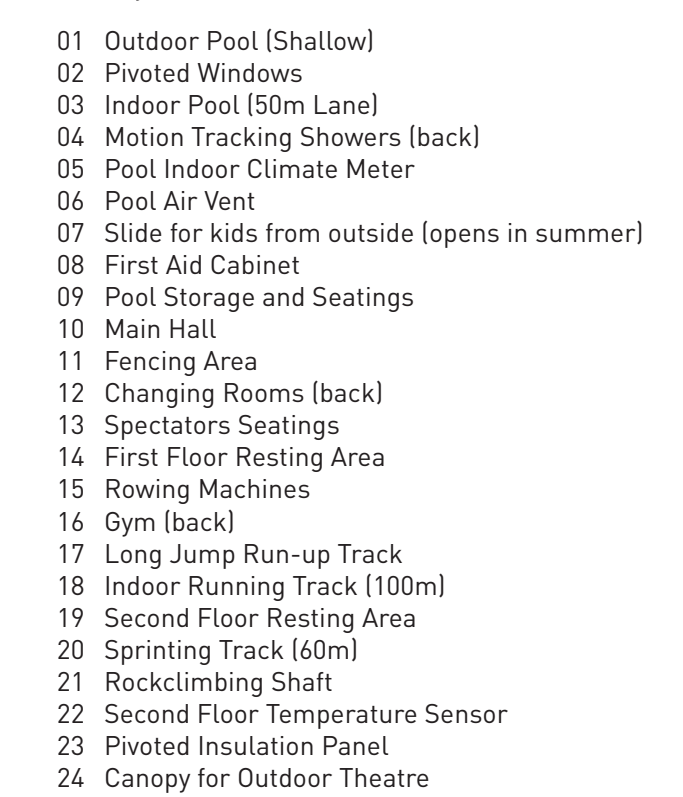 01 Outdoor Pool (Shallow)
02 Pivoted Windows
03 Indoor Pool (50m Lane)
04 Motion Tracking Showers (back)
05 Pool Indoor Climate Meter
06 Pool Air Vent
07 Slide for kids from outside (opens in summer)
08 First Aid Cabinet
09 Pool Storage and Seatings
10 Main Hall
11 Fencing Area
12 Changing Rooms (back)
13 Spectators Seatings
14 First Floor Resting Area
15 Rowing Machines
16 Gym (back)
17 Long Jump Run-up Track
18 Indoor Running Track (100m)
19 Second Floor Resting Area
20 Sprinting Track (60m)
21 Rockclimbing Shaft
22 Second Floor Temperature Sensor
23 Pivoted Insulation Panel
24 Canopy for Outdoor Theatre